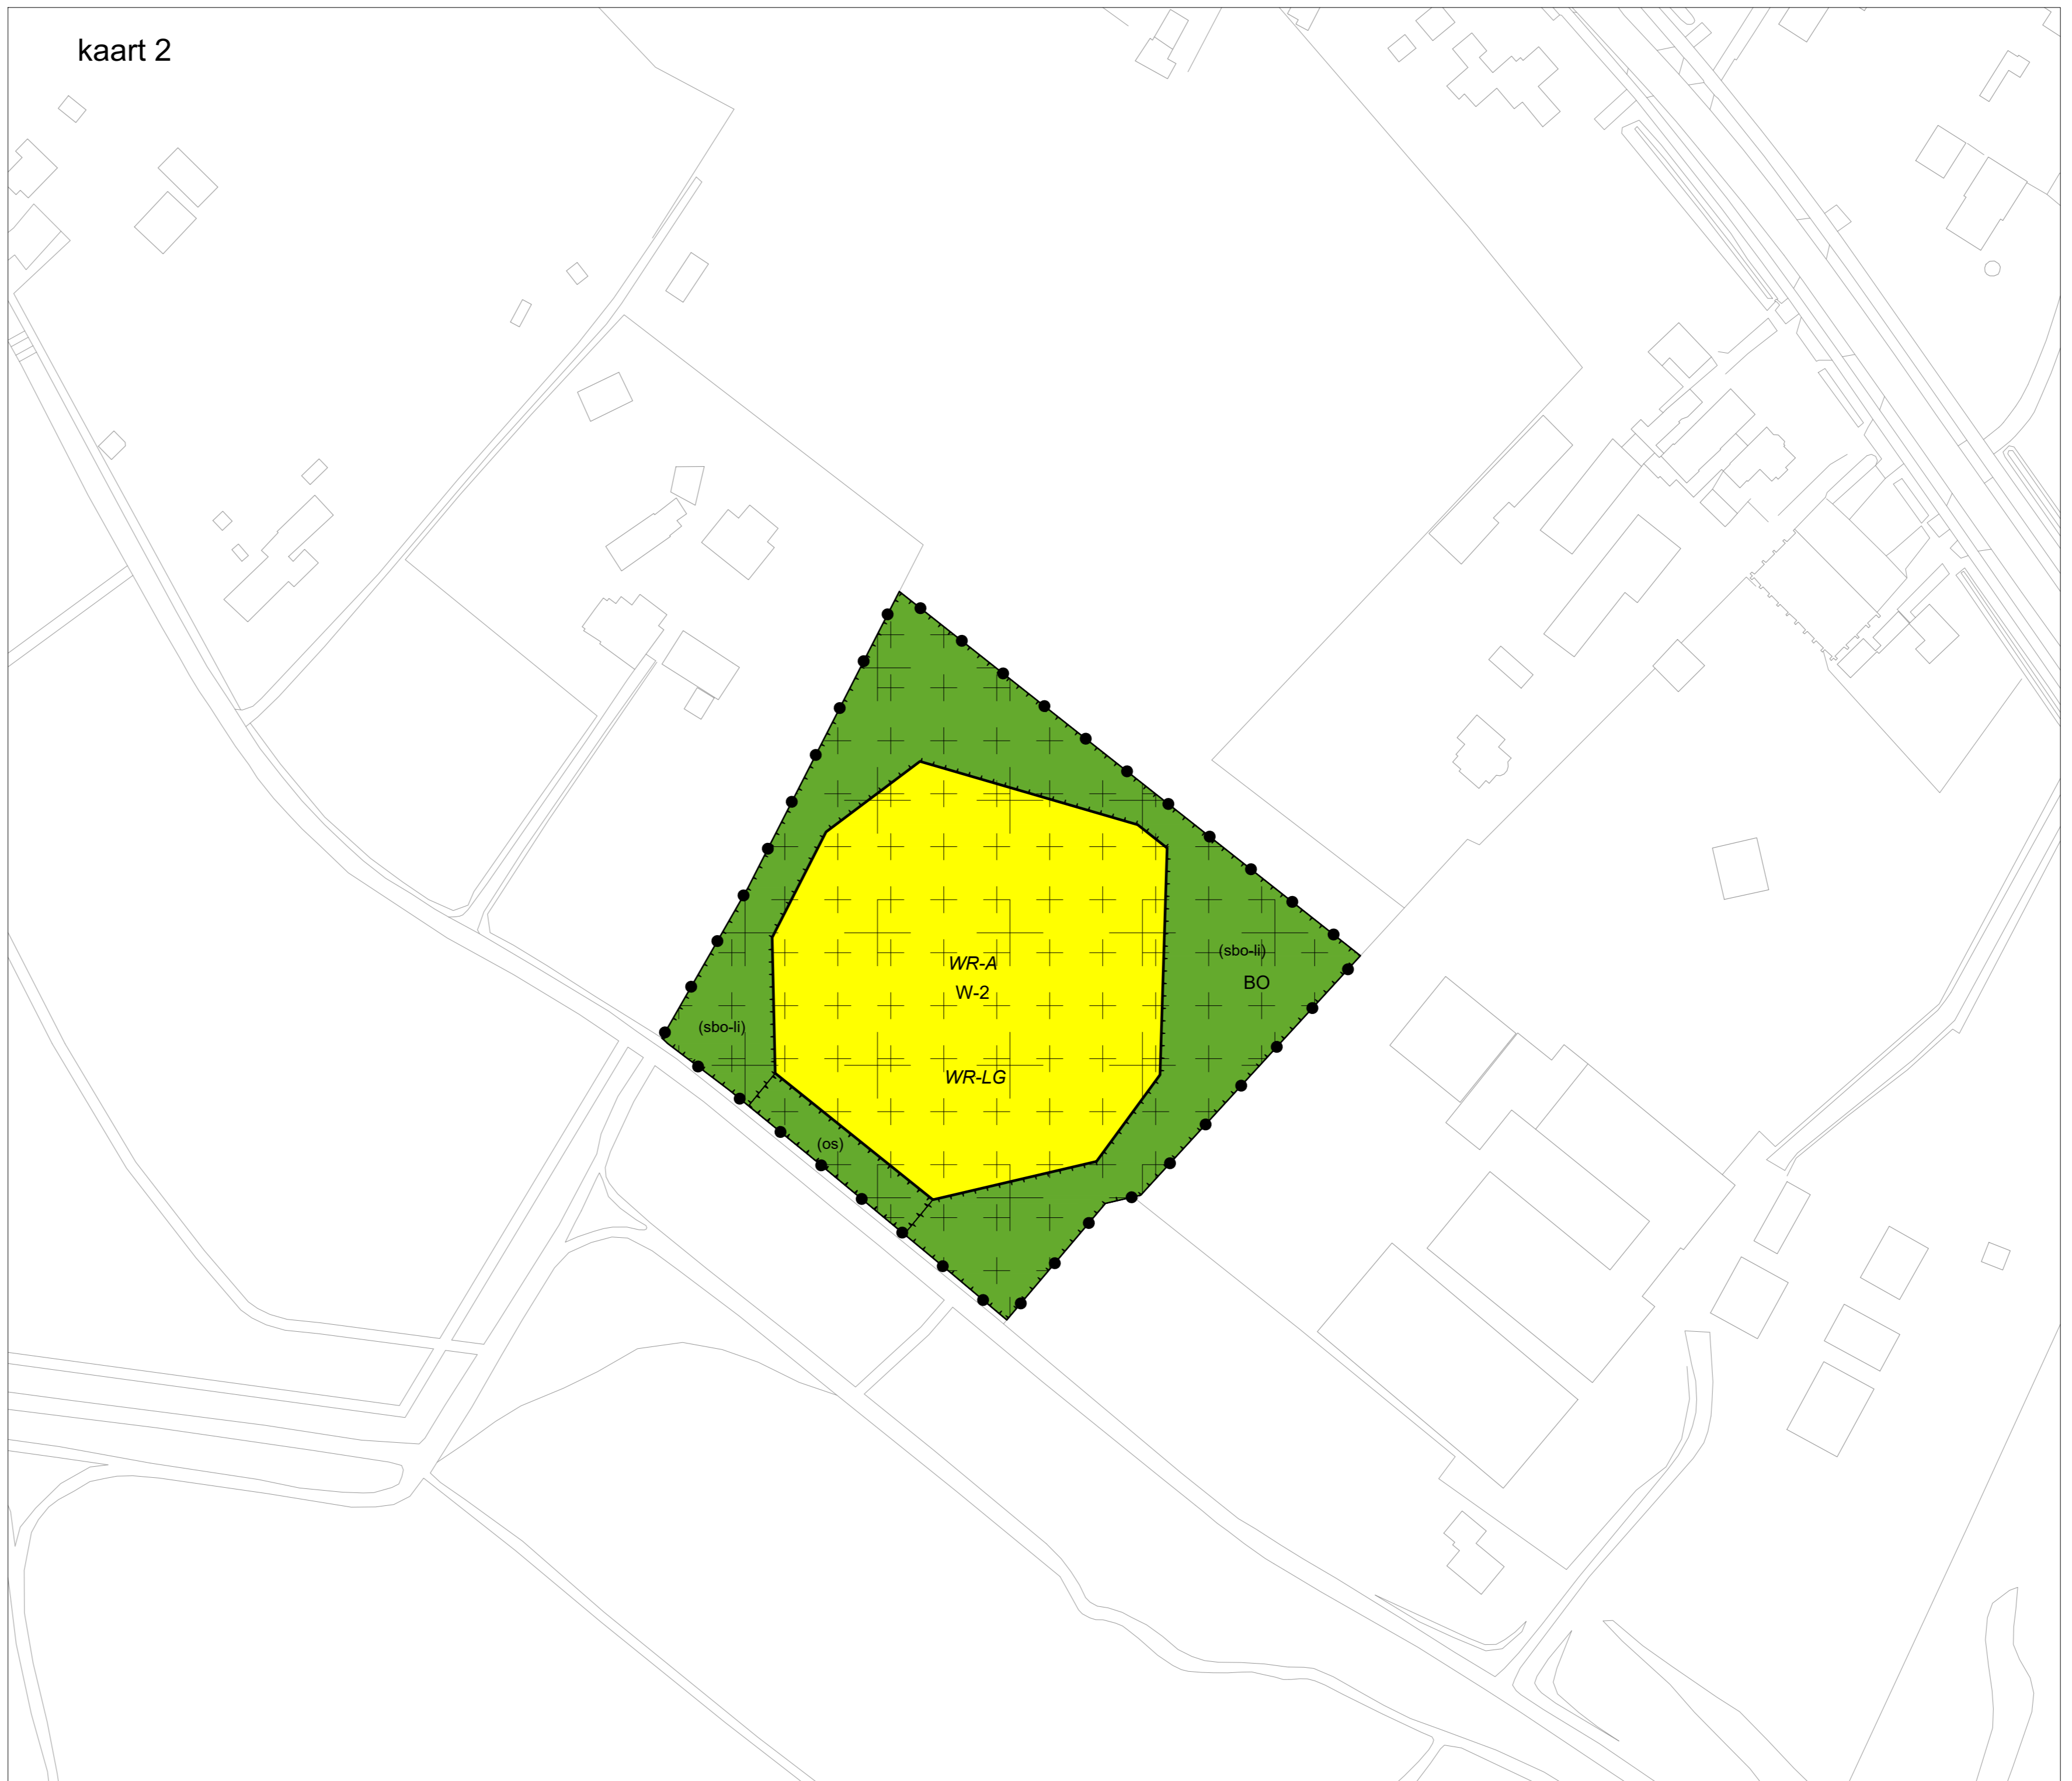 kaart 2
(sbo-li)
WR-A
BO
W-2
(sbo-li)
WR-LG
(os)